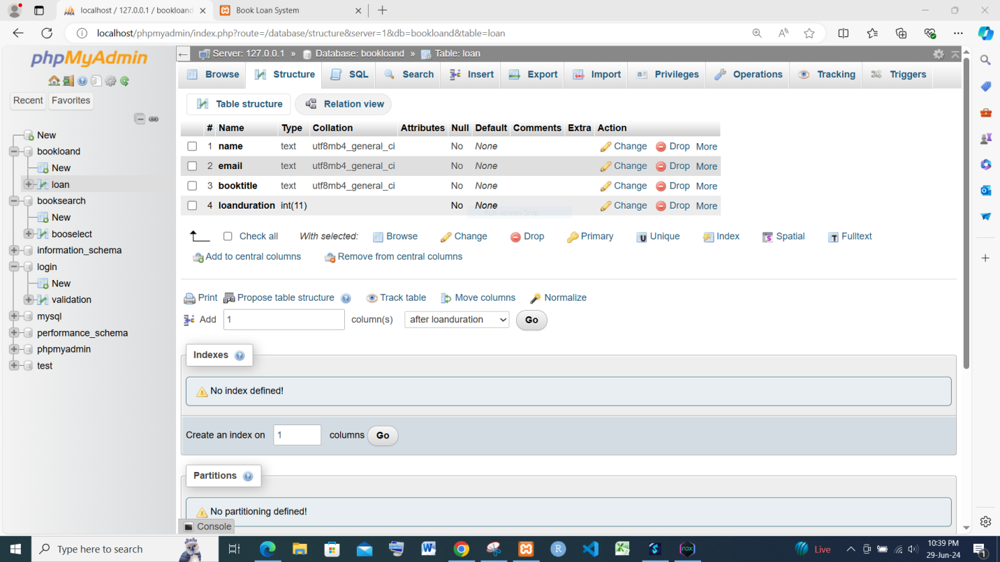 localhost / 127.0.0.1 / bookloand
Book Loan System
localhost/phpmyadmin/index.php?route=/database/structure&server=1&db=bookloand&table=loan
phpMyAdmin
Recent
Favorites
New
bookloand
New
loan
booksearch
New
booselect
information_schema
login
New
validation
mysql
performance_schema
phpmyadmin
test
Server: 127.0.0.1 » Database: bookloand » Table: loan
Browse Structure SQL Search Insert Export Import Privileges Operations Tracking Triggers
Table structure Relation view
# Name Type Collation Attributes Null Default Comments Extra Action
1 name text utf8mb4_general_ci No None Change Drop More
2 email text utf8mb4_general_ci No None Change Drop More
3 booktitle text utf8mb4_general_ci No None Change Drop More
4 loanduration int(11) No None Change Drop More
Full-screen Snip
Check all With selected: Browse Change Drop Primary Unique Index Spatial Fulltext
Add to central columns Remove from central columns
Print Propose table structure Track table Move columns Normalize
Add 1 column(s) after loanduration Go
Indexes
No index defined!
Create an index on 1 columns Go
Partitions
No partitioning defined!
Console
Type here to search
Live
10:39 PM
29-Jun-24
1